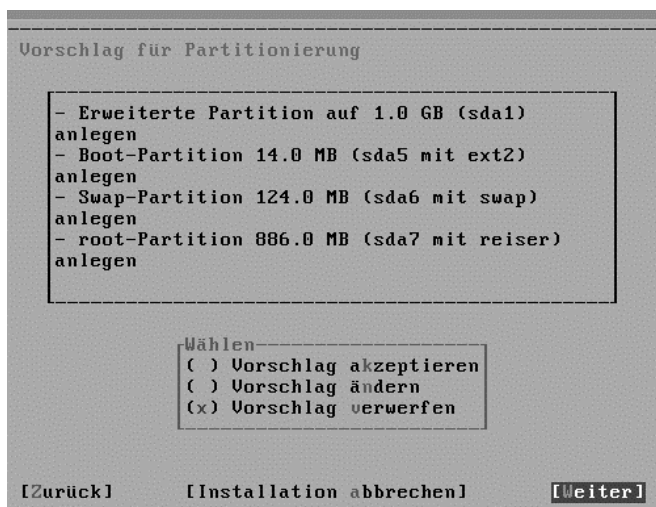 Vorschlag für Partitionierung
- Erweiterte Partition auf 1.0 GB (sda1)
anlegen
- Boot-Partition 14.0 MB (sda5 mit ext2)
anlegen
- Swap-Partition 124.0 MB (sda6 mit swap)
anlegen
- root-Partition 886.0 MB (sda7 mit reiser)
anlegen
Wählen
( ) Vorschlag akzeptieren
( ) Vorschlag ändern
(x) Vorschlag verwerfen
[Zurück] [Installation abbrechen] [Weiter]